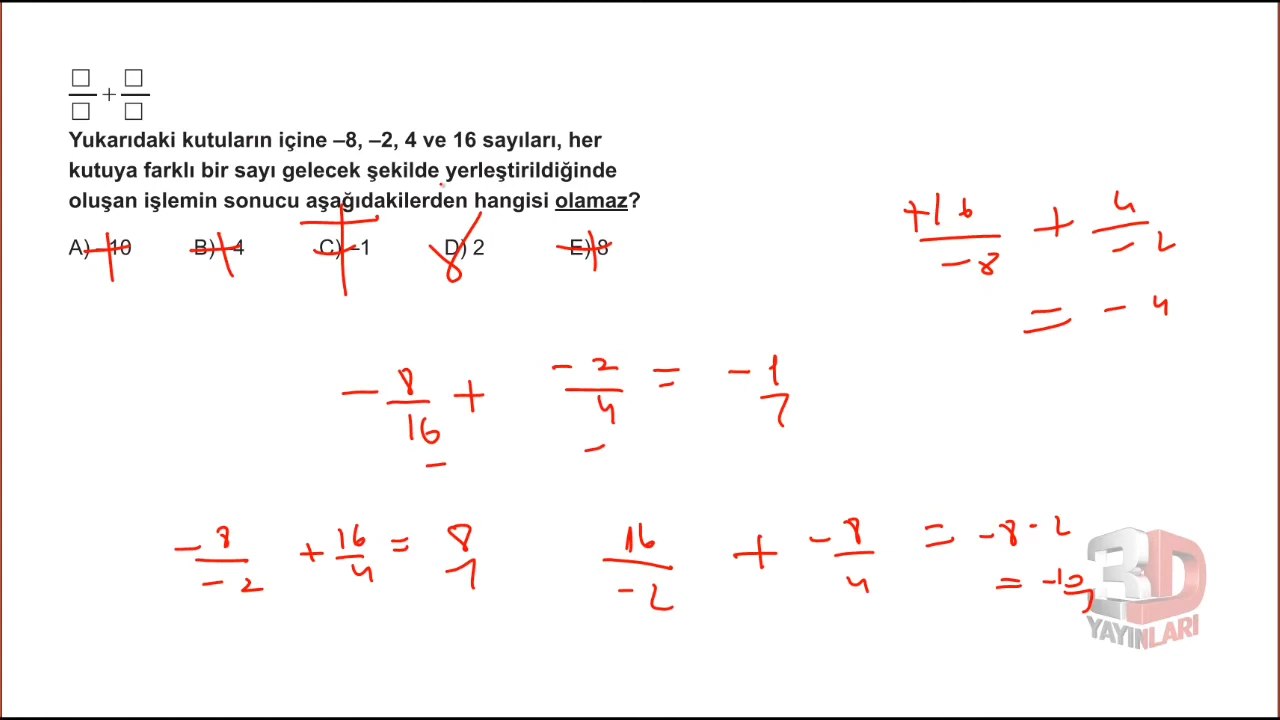 □/□ + □/□
Yukarıdaki kutuların içine –8, –2, 4 ve 16 sayıları, her
kutuya farklı bir sayı gelecek şekilde yerleştirildiğinde
oluşan işlemin sonucu aşağıdakilerden hangisi olamaz?
A) –10 B) –4 C) –1 D) 2 E) 8
+16/–8 + 4/–2
= –4
–8/16 + –2/4 = –1
–8/–2 + 16/4 = 8
16/–2 + –8/4 = –8 – 2
= –10
3D
YAYINLARI